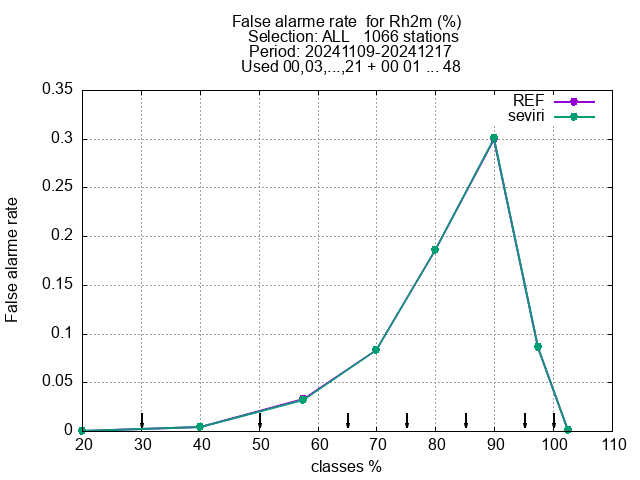 False alarme rate  for Rh2m (%)
Selection: ALL   1066 stations
Period: 20241109-20241217
Used 00,03,...,21 + 00 01 ... 48
REF
seviri
0.35
0.3
0.25
0.2
0.15
0.1
0.05
0
False alarme rate
20 30 40 50 60 70 80 90 100 110
classes %